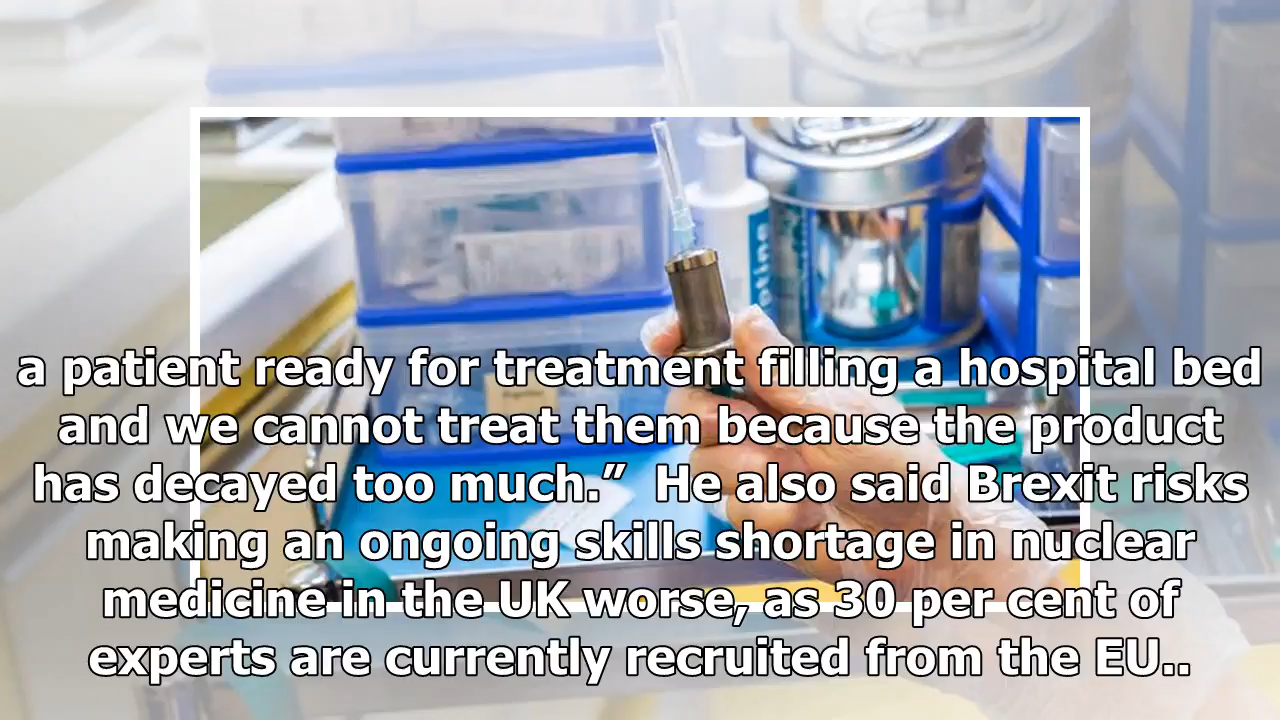 a patient ready for treatment filling a hospital bed
and we cannot treat them because the product
has decayed too much.”  He also said Brexit risks
making an ongoing skills shortage in nuclear
medicine in the UK worse, as 30 per cent of
experts are currently recruited from the EU..